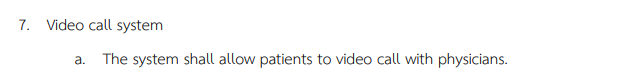 7. Video call system
a. The system shall allow patients to video call with physicians.